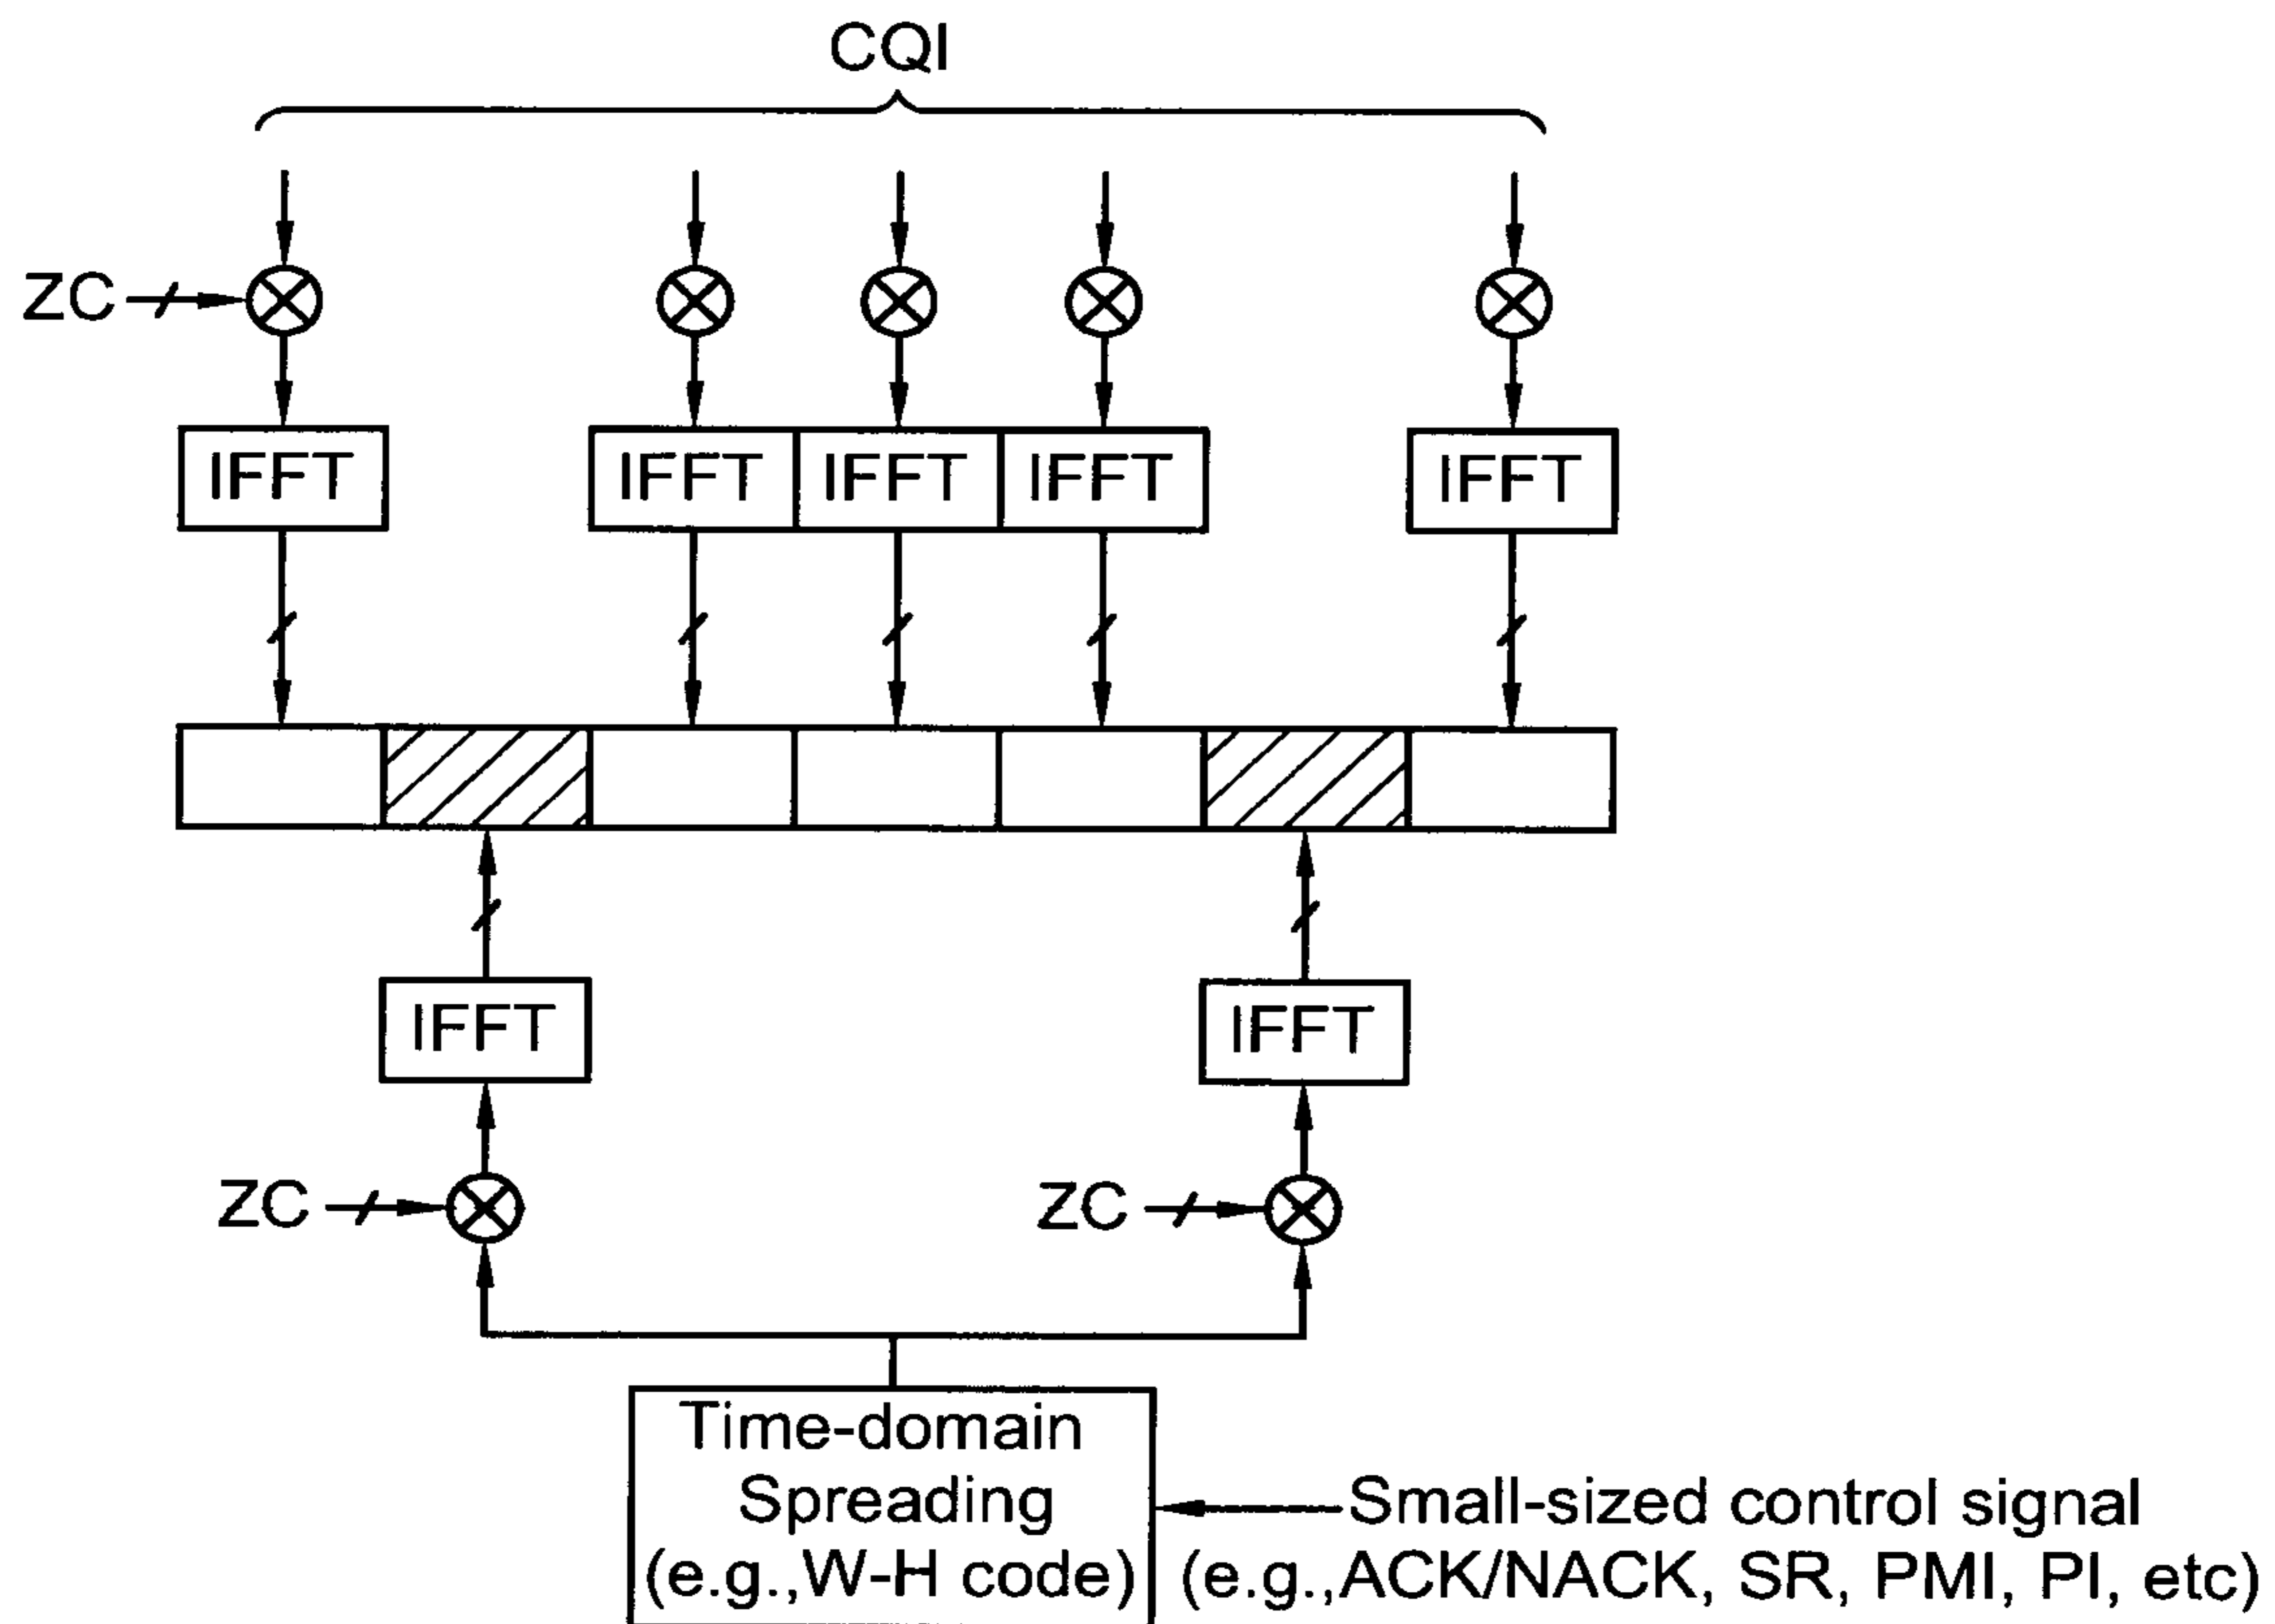 CQI
ZC
IFFT IFFT IFFT IFFT IFFT
IFFT IFFT
ZC ZC
Time-domain
Spreading
(e.g.,W-H code)
Small-sized control signal
(e.g.,ACK/NACK, SR, PMI, PI, etc)